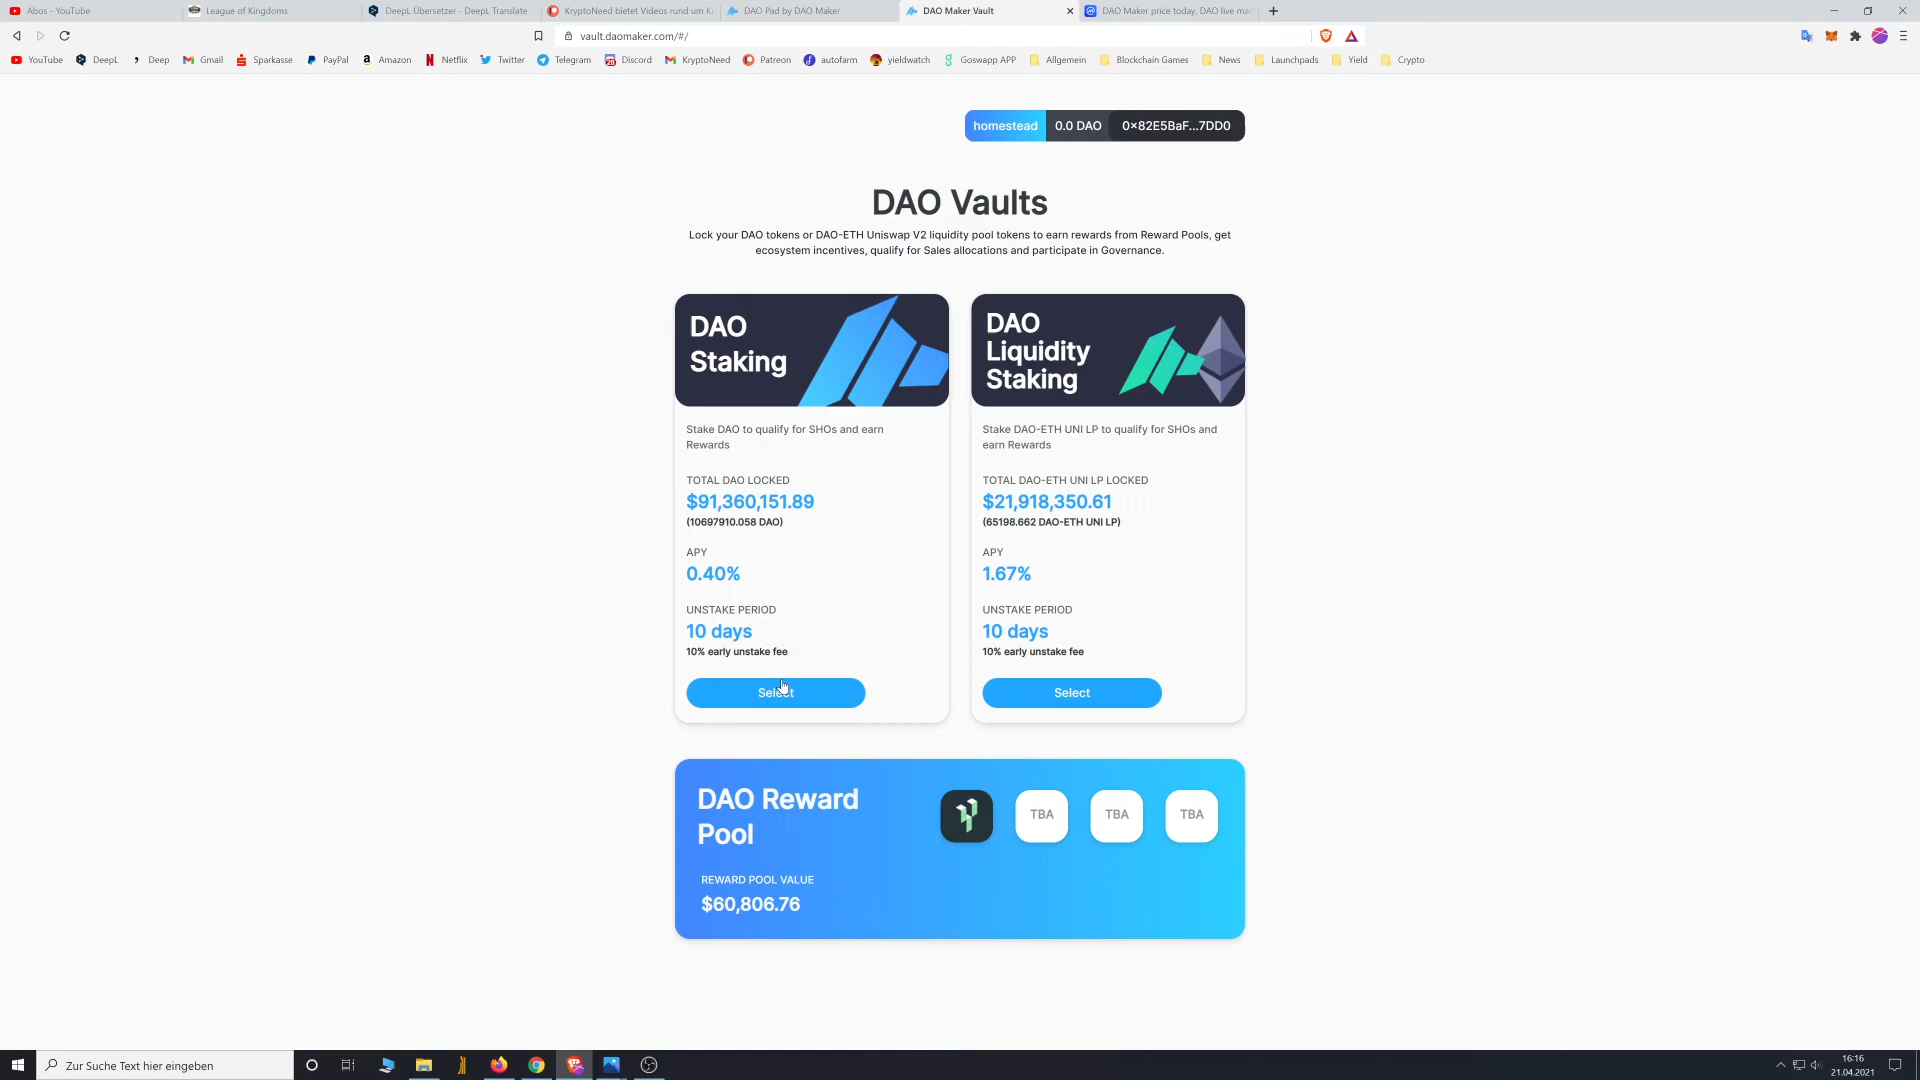 Abos - YouTube
League of Kingdoms
DeepL Übersetzer - DeepL Translate
KryptoNeed bietet Videos rund um K
DAO Pad by DAO Maker
DAO Maker Vault
DAO Maker price today, DAO live mar
vault.daomaker.com/#/
YouTube
DeepL
Deep
Gmail
Sparkasse
PayPal
Amazon
Netflix
Twitter
Telegram
Discord
KryptoNeed
Patreon
autofarm
yieldwatch
Goswapp APP
Allgemein
Blockchain Games
News
Launchpads
Yield
Crypto
homestead 0.0 DAO 0x82E5BaF...7DD0
DAO Vaults
Lock your DAO tokens or DAO-ETH Uniswap V2 liquidity pool tokens to earn rewards from Reward Pools, get
ecosystem incentives, qualify for Sales allocations and participate in Governance.
DAO
Staking
Stake DAO to qualify for SHOs and earn
Rewards
TOTAL DAO LOCKED
$91,360,151.89
(10697910.058 DAO)
APY
0.40%
UNSTAKE PERIOD
10 days
10% early unstake fee
Select
DAO
Liquidity
Staking
Stake DAO-ETH UNI LP to qualify for SHOs and
earn Rewards
TOTAL DAO-ETH UNI LP LOCKED
$21,918,350.61
(65198.662 DAO-ETH UNI LP)
APY
1.67%
UNSTAKE PERIOD
10 days
10% early unstake fee
Select
DAO Reward
Pool
TBA
TBA
TBA
REWARD POOL VALUE
$60,806.76
Zur Suche Text hier eingeben
16:16
21.04.2021